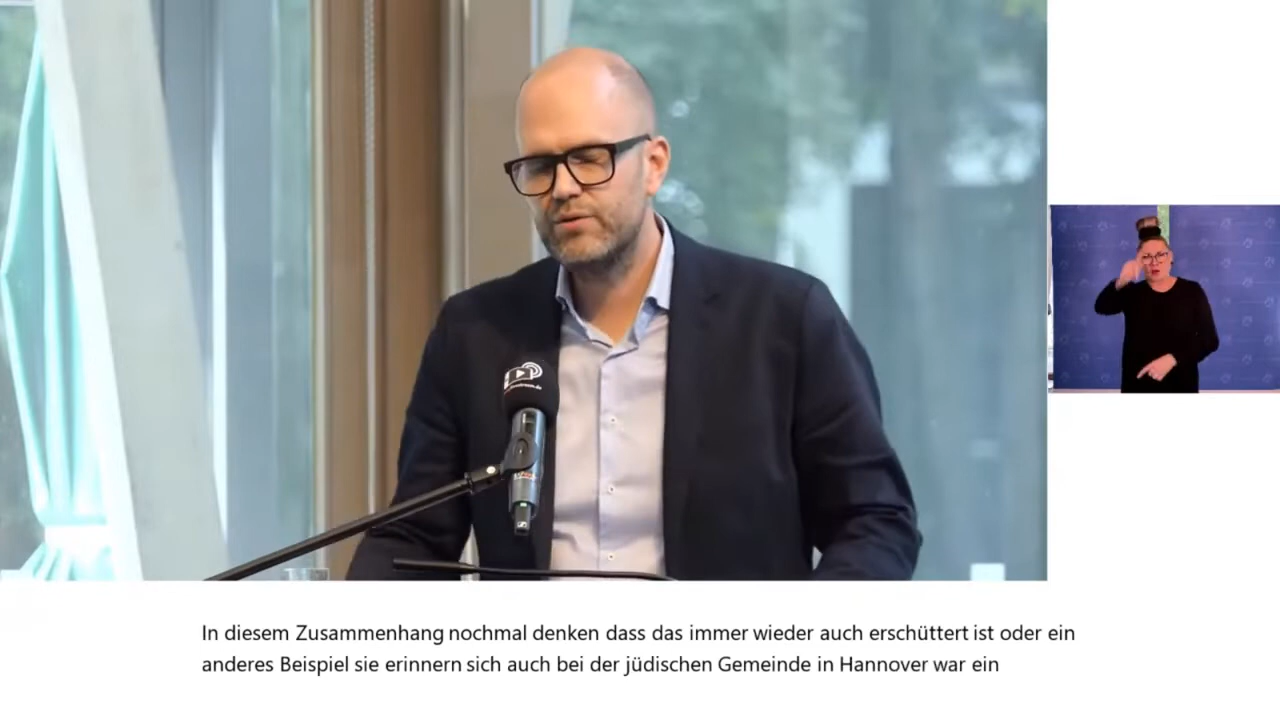 In diesem Zusammenhang nochmal denken dass das immer wieder auch erschüttert ist oder ein
anderes Beispiel sie erinnern sich auch bei der jüdischen Gemeinde in Hannover war ein